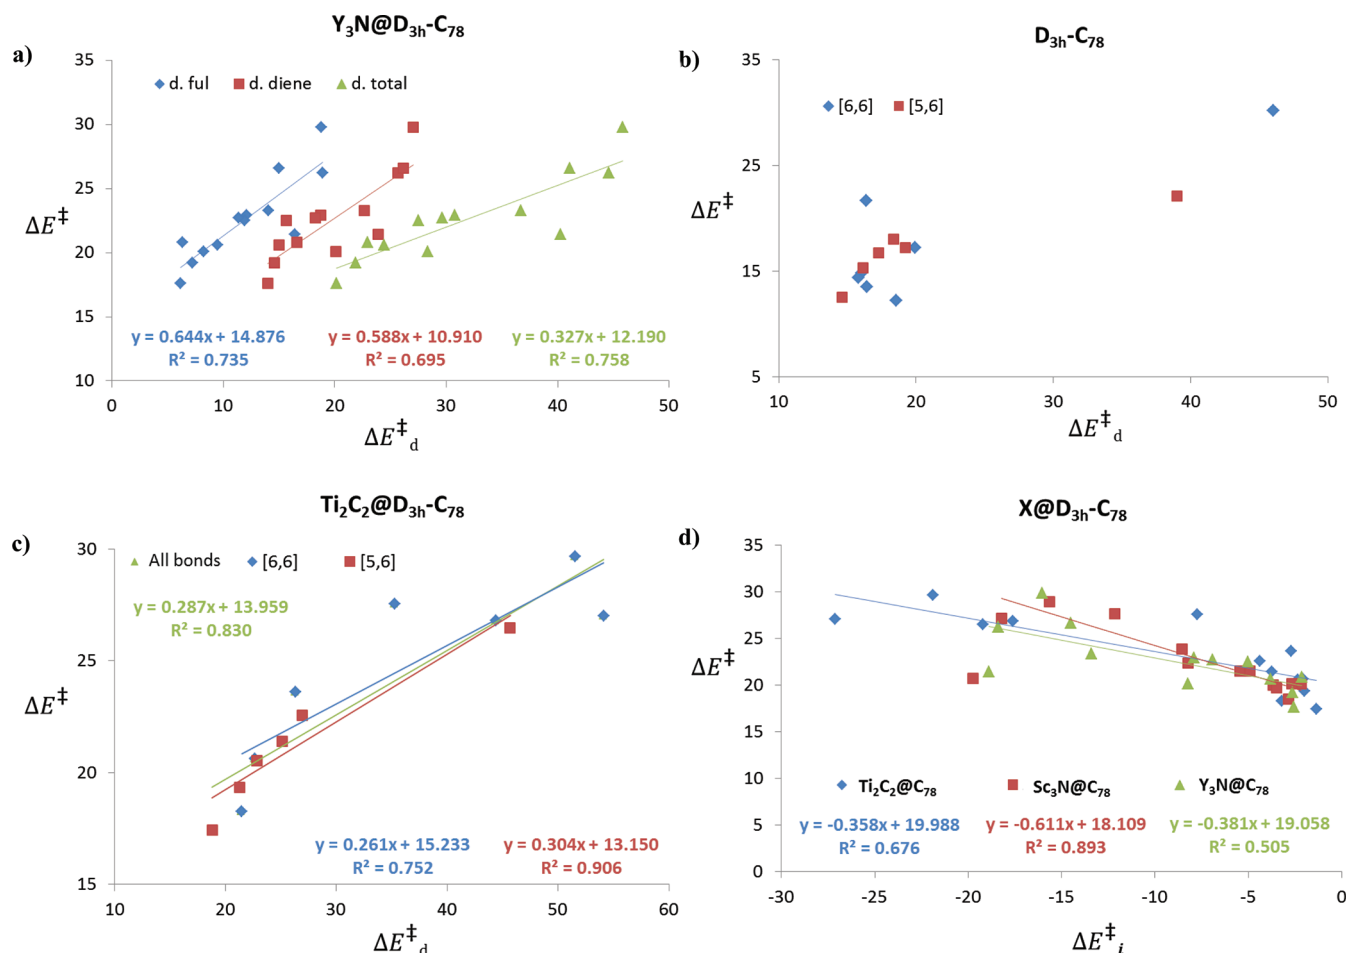 a)
Y₃N@D₃ₕ-C₇₈
35
d. ful d. diene d. total
30
25
ΔE‡
20
15
y = 0.644x + 14.876 y = 0.588x + 10.910 y = 0.327x + 12.190
R² = 0.735 R² = 0.695 R² = 0.758
10
0 10 20 30 40 50
ΔE‡d
b)
D₃ₕ-C₇₈
35
[6,6] [5,6]
25
ΔE‡
15
5
10 20 30 40 50
ΔE‡d
c)
Ti₂C₂@D₃ₕ-C₇₈
30
All bonds [6,6] [5,6]
y = 0.287x + 13.959
R² = 0.830
25
ΔE‡
20
y = 0.261x + 15.233 y = 0.304x + 13.150
R² = 0.752 R² = 0.906
15
10 20 30 40 50 60
ΔE‡d
d)
X@D₃ₕ-C₇₈
35
30
25
ΔE‡
20
15
10
Ti₂C₂@C₇₈ Sc₃N@C₇₈ Y₃N@C₇₈
5
y = -0.358x + 19.988 y = -0.611x + 18.109 y = -0.381x + 19.058
R² = 0.676 R² = 0.893 R² = 0.505
0
-30 -25 -20 -15 -10 -5 0
ΔE‡i